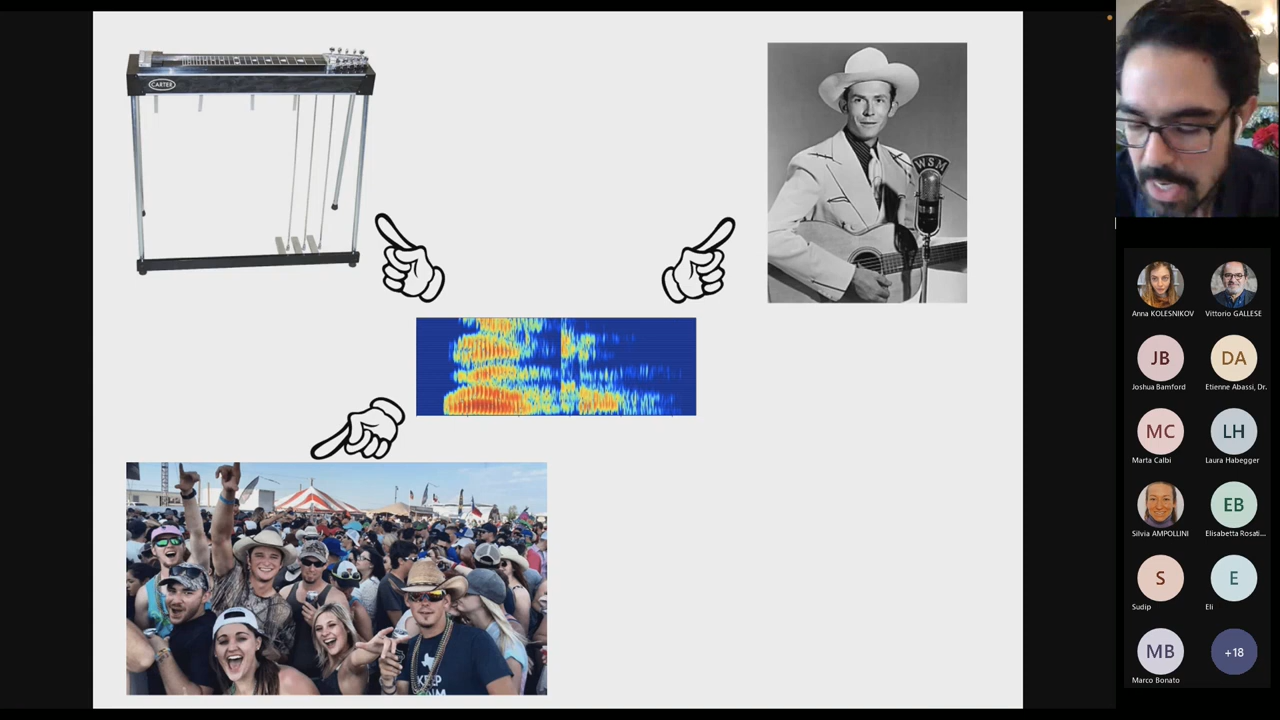 CARTER
WSM
KEEP
Anna KOLESNIKOV
Vittorio GALLESE
JB
DA
Joshua Bamford
Etienne Abassi, Dr.
MC
LH
Marta Calbi
Laura Habegger
EB
Silvia AMPOLLINI
Elisabetta Rosati...
S
E
Sudip
Eli
MB
+18
Marco Bonato